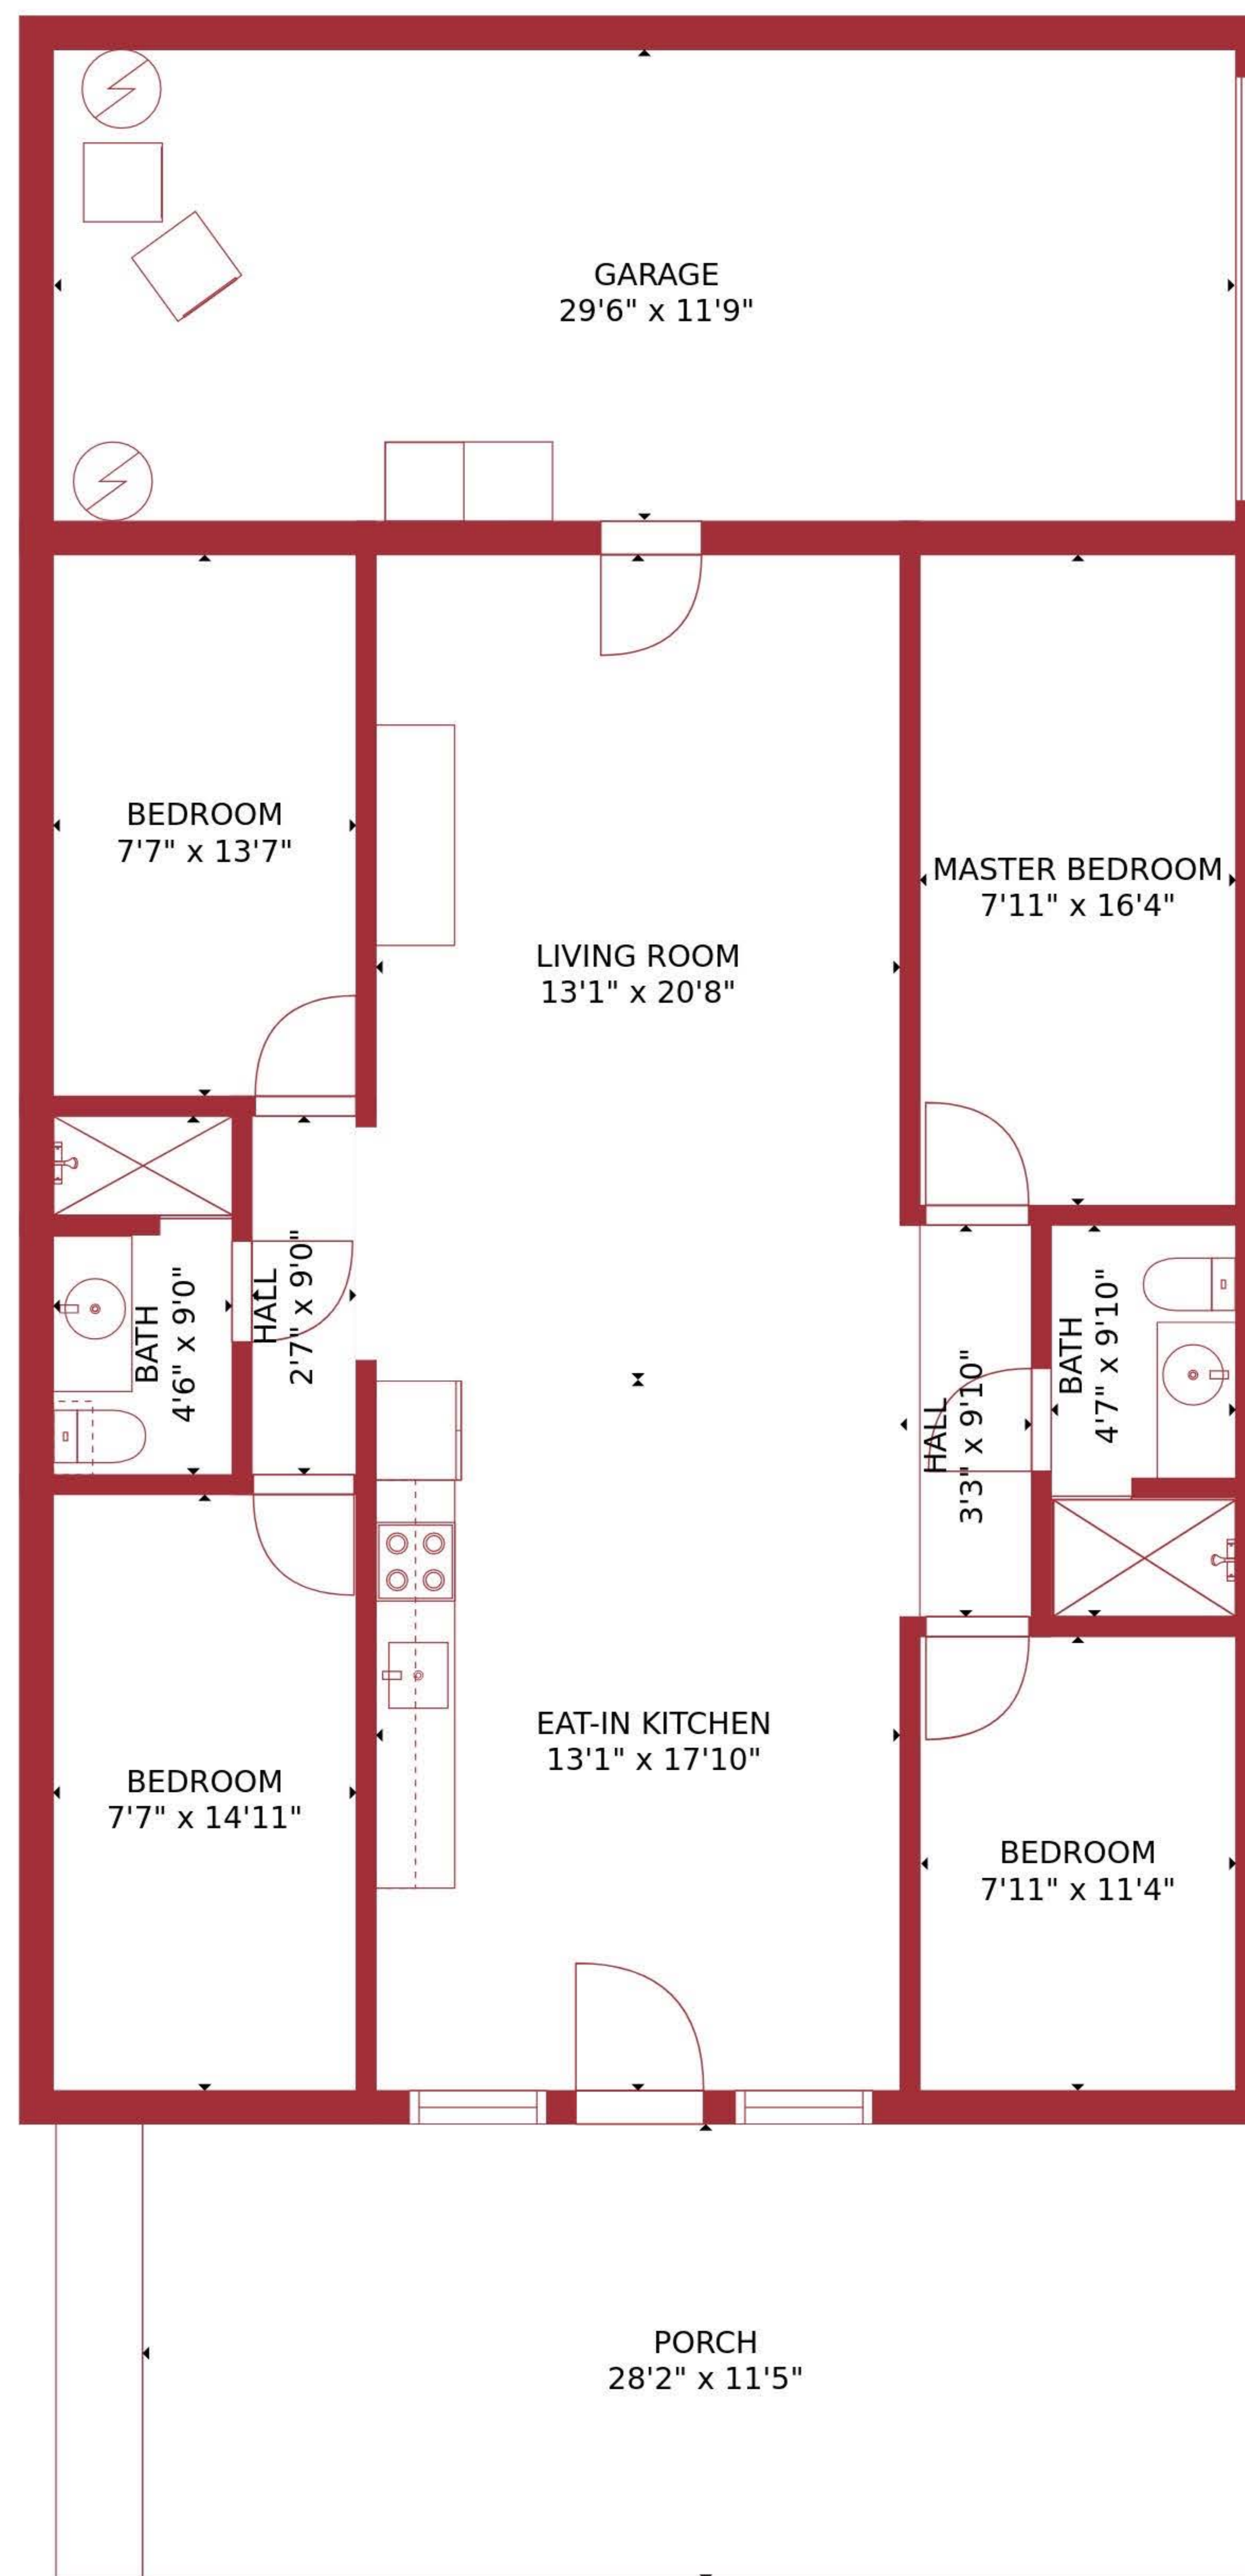 GARAGE
29'6" x 11'9"
BEDROOM
7'7" x 13'7"
MASTER BEDROOM
7'11" x 16'4"
LIVING ROOM
13'1" x 20'8"
BATH
4'6" x 9'0"
HALL
2'7" x 9'0"
HALL
3'3" x 9'10"
BATH
4'7" x 9'10"
EAT-IN KITCHEN
13'1" x 17'10"
BEDROOM
7'7" x 14'11"
BEDROOM
7'11" x 11'4"
PORCH
28'2" x 11'5"